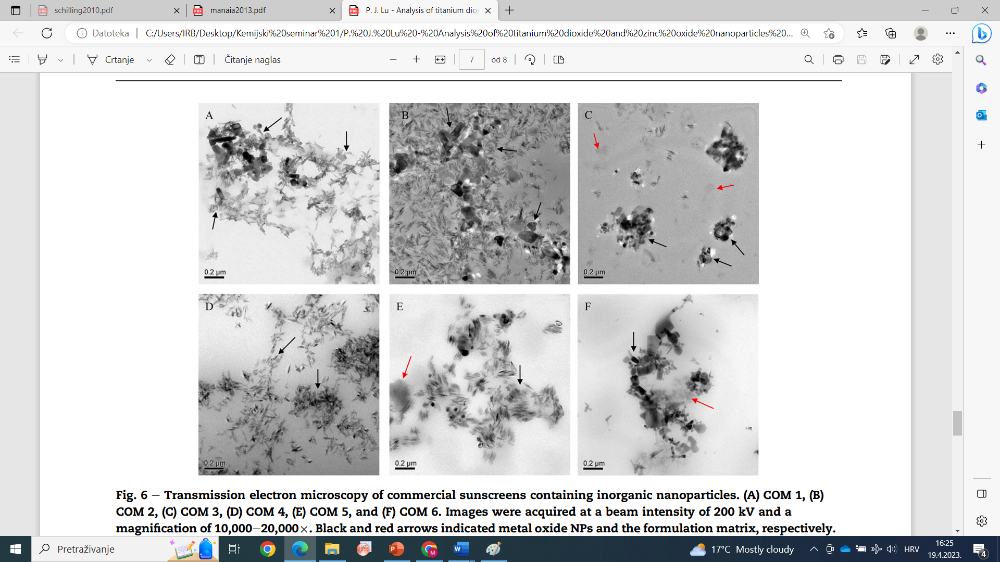 schilling2010.pdf
manaia2013.pdf
P. J. Lu - Analysis of titanium dio
Datoteka
C:/Users/IRB/Desktop/Kemijski%20seminar%201/P.%20J.%20Lu%20-%20Analysis%20of%20titanium%20dioxide%20and%20zinc%20oxide%20nanoparticles%20...
Crtanje
Čitanje naglas
7 od 8
A
B
C
0.2 µm
0.2 µm
0.2 µm
D
E
F
0.2 µm
0.2 µm
0.2 µm
Fig. 6 – Transmission electron microscopy of commercial sunscreens containing inorganic nanoparticles. (A) COM 1, (B)
COM 2, (C) COM 3, (D) COM 4, (E) COM 5, and (F) COM 6. Images were acquired at a beam intensity of 200 kV and a
magnification of 10,000–20,000×. Black and red arrows indicated metal oxide NPs and the formulation matrix, respectively.
Pretraživanje
17°C Mostly cloudy
HRV
16:25
19.4.2023.
4